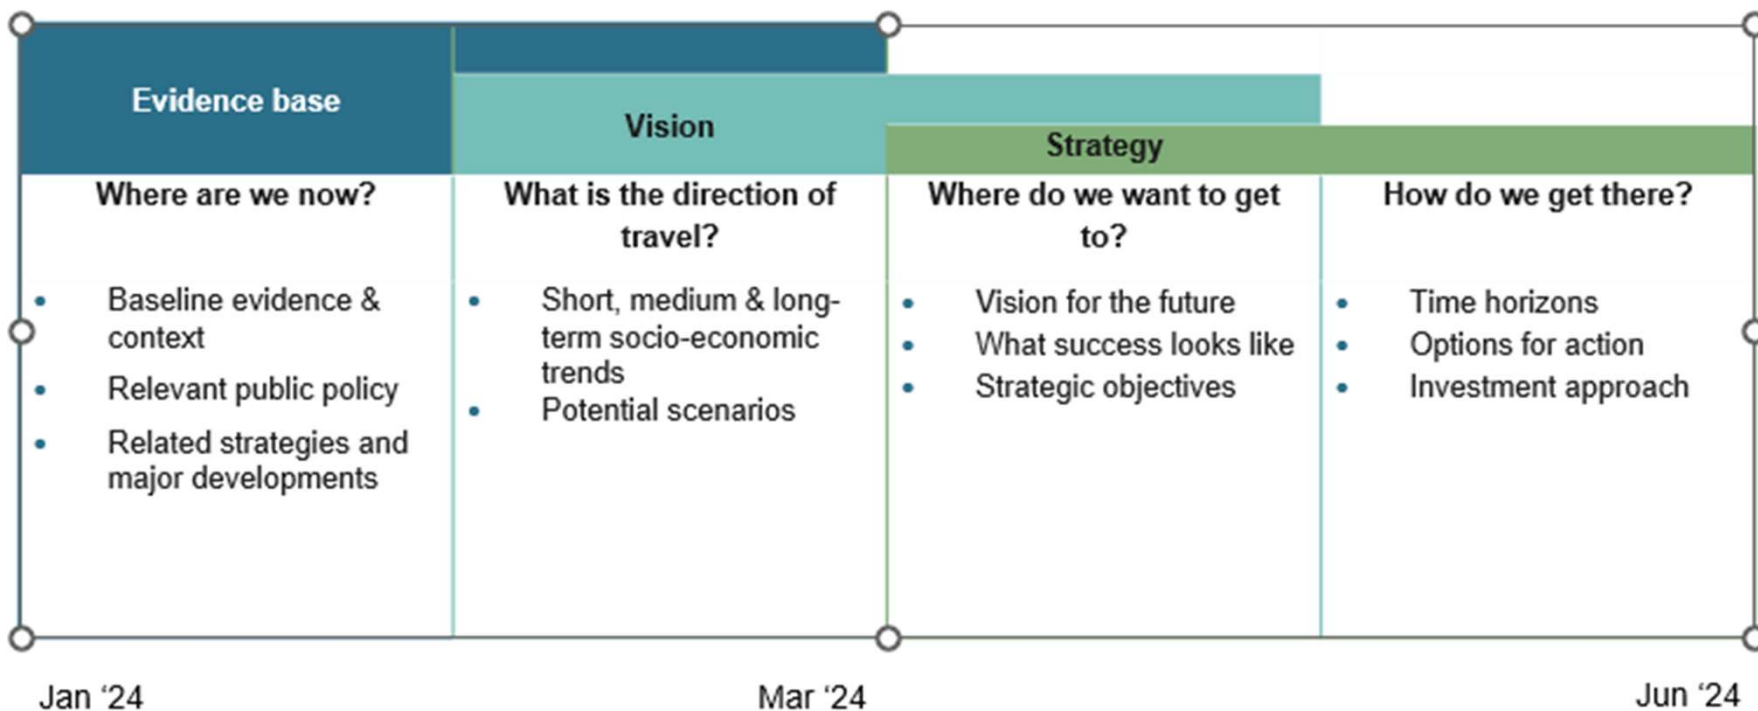 Evidence base
Vision
Strategy
Where are we now?
Baseline evidence &
context
Relevant public policy
Related strategies and
major developments
What is the direction of
travel?
Short, medium & long-
term socio-economic
trends
Potential scenarios
Where do we want to get
to?
Vision for the future
What success looks like
Strategic objectives
How do we get there?
Time horizons
Options for action
Investment approach
Jan ‘24
Mar ‘24
Jun ‘24